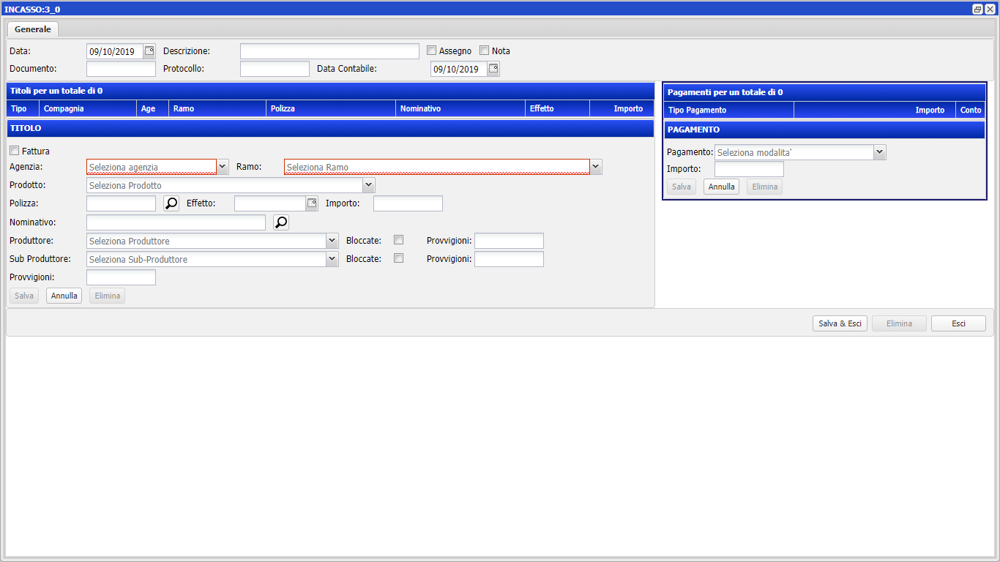 INCASSO:3_0
Generale
Data: 09/10/2019 Descrizione: Assegno Nota
Documento: Protocollo: Data Contabile: 09/10/2019
Titoli per un totale di 0
Tipo Compagnia Age Ramo Polizza Nominativo Effetto Importo
TITOLO
Fattura
Agenzia: Seleziona agenzia Ramo: Seleziona Ramo
Prodotto: Seleziona Prodotto
Polizza: Effetto: Importo:
Nominativo:
Produttore: Seleziona Produttore Bloccate: Provvigioni:
Sub Produttore: Seleziona Sub-Produttore Bloccate: Provvigioni:
Provvigioni:
Salva Annulla Elimina
Pagamenti per un totale di 0
Tipo Pagamento Importo Conto
PAGAMENTO
Pagamento: Seleziona modalita'
Importo:
Salva Annulla Elimina
Salva & Esci Elimina Esci